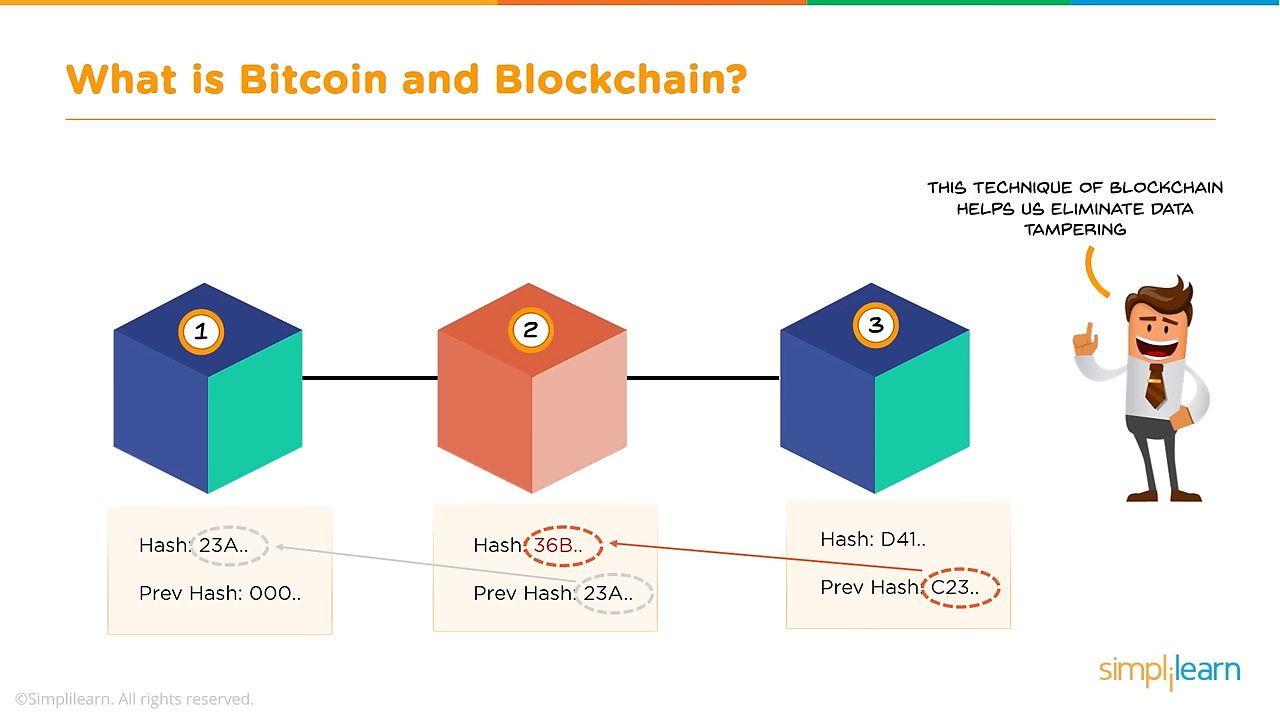 What is Bitcoin and Blockchain?
THIS TECHNIQUE OF BLOCKCHAIN
HELPS US ELIMINATE DATA
TAMPERING
1
2
3
Hash: 23A..
Prev Hash: 000..
Hash: 36B..
Prev Hash: 23A..
Hash: D41..
Prev Hash: C23..
simplilearn
©Simplilearn. All rights reserved.